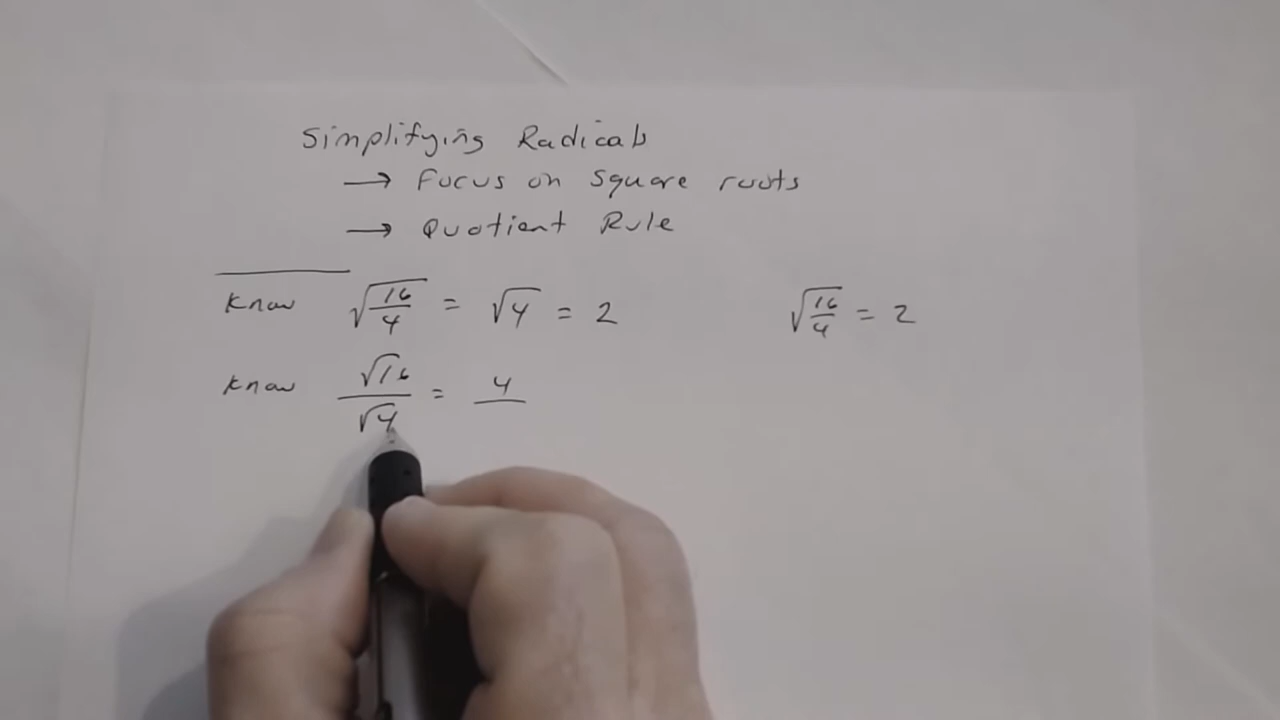 Simplifying Radicals
→ Focus on Square roots
→ Quotient Rule
Know √(16/4) = √4 = 2 √(16/4) = 2
Know √16/√4 = 4/